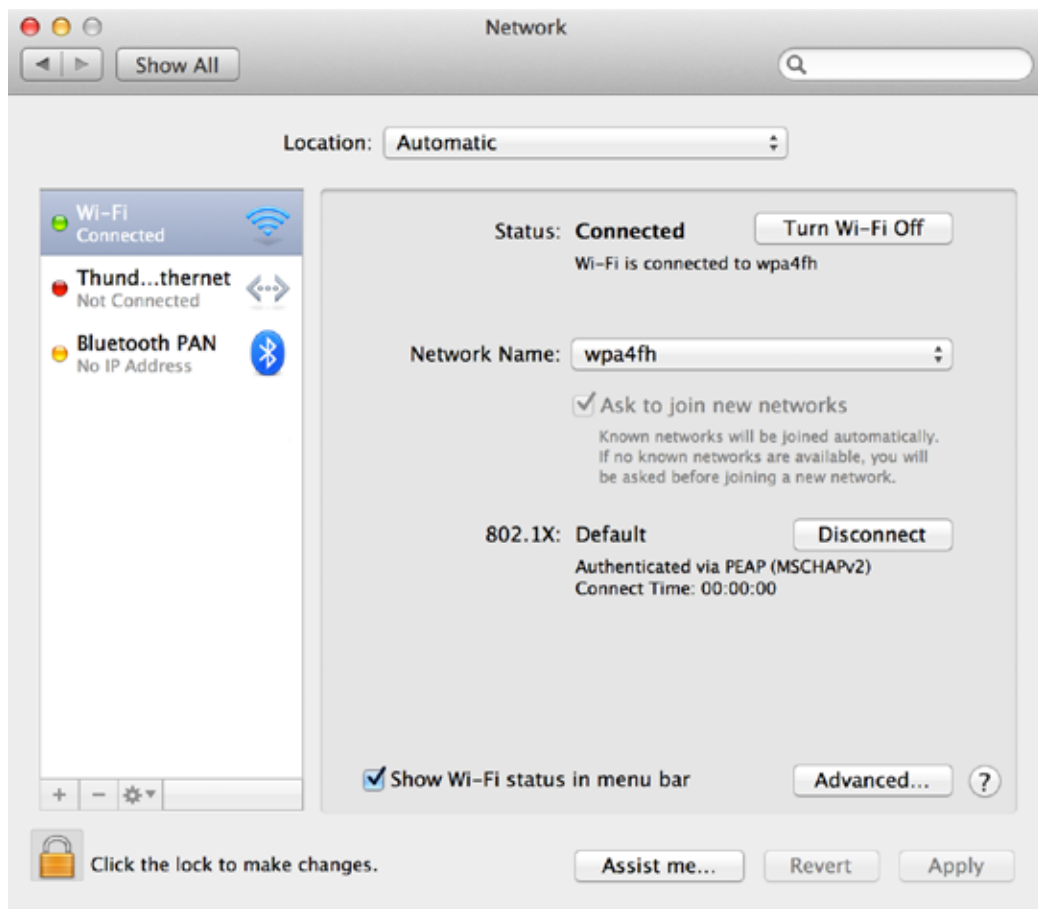 Network
Show All
Location: Automatic
Wi-Fi
Connected
Thund...thernet
Not Connected
Bluetooth PAN
No IP Address
Status: Connected
Turn Wi-Fi Off
Wi-Fi is connected to wpa4fh
Network Name: wpa4fh
Ask to join new networks
Known networks will be joined automatically.
If no known networks are available, you will
be asked before joining a new network.
802.1X: Default
Disconnect
Authenticated via PEAP (MSCHAPv2)
Connect Time: 00:00:00
Show Wi-Fi status in menu bar
Advanced...
?
Click the lock to make changes.
Assist me...
Revert
Apply